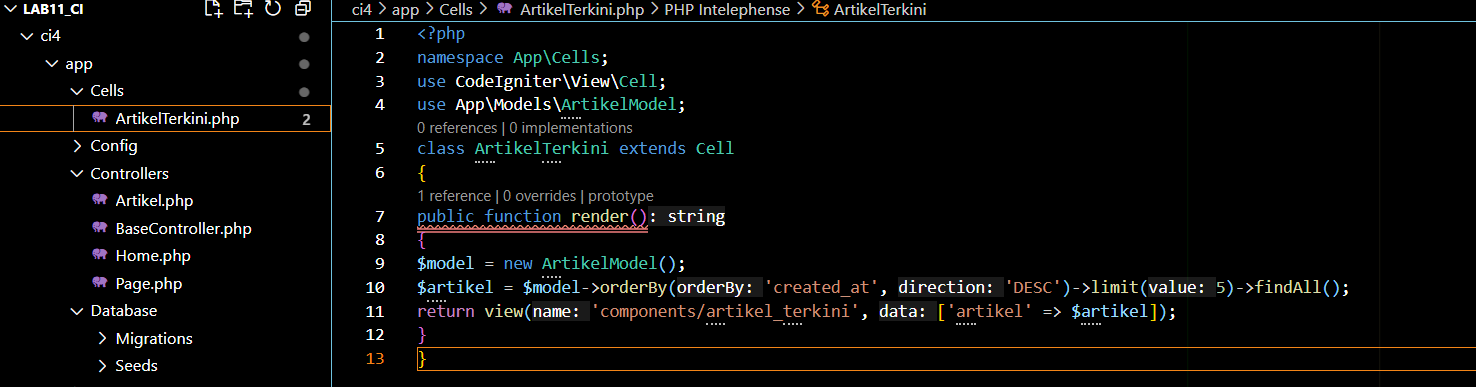 LAB11_CI
ci4
app
Cells
ArtikelTerkini.php 2
Config
Controllers
Artikel.php
BaseController.php
Home.php
Page.php
Database
Migrations
Seeds
ci4 > app > Cells > ArtikelTerkini.php > PHP Intelephense > ArtikelTerkini
1 <?php
2 namespace App\Cells;
3 use CodeIgniter\View\Cell;
4 use App\Models\ArtikelModel;
0 references | 0 implementations
5 class ArtikelTerkini extends Cell
6 {
1 reference | 0 overrides | prototype
7 public function render(): string
8 {
9 $model = new ArtikelModel();
10 $artikel = $model->orderBy(orderBy: 'created_at', direction: 'DESC')->limit(value: 5)->findAll();
11 return view(name: 'components/artikel_terkini', data: ['artikel' => $artikel]);
12 }
13 }